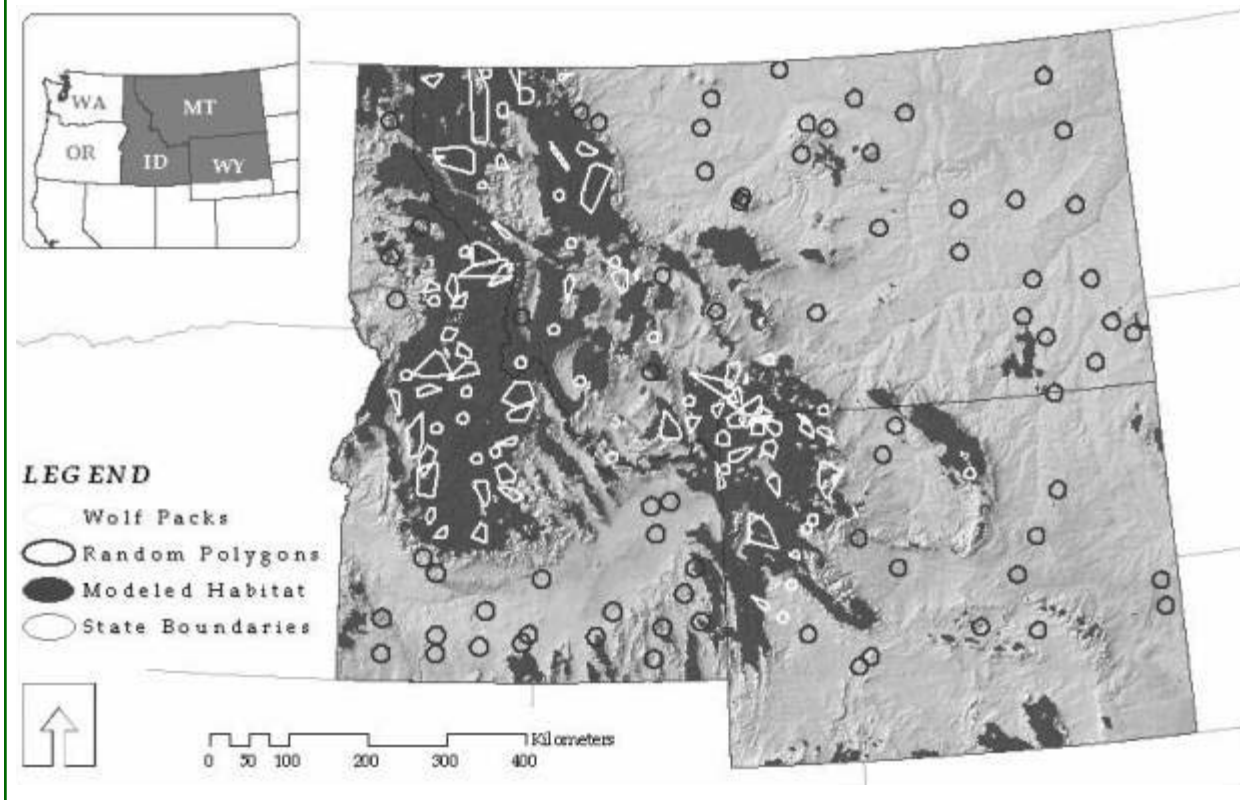 WA
MT
OR
ID
WY
LEGEND
Wolf Packs
Random Polygons
Modeled Habitat
State Boundaries
Kilometers
0 50 100 200 300 400